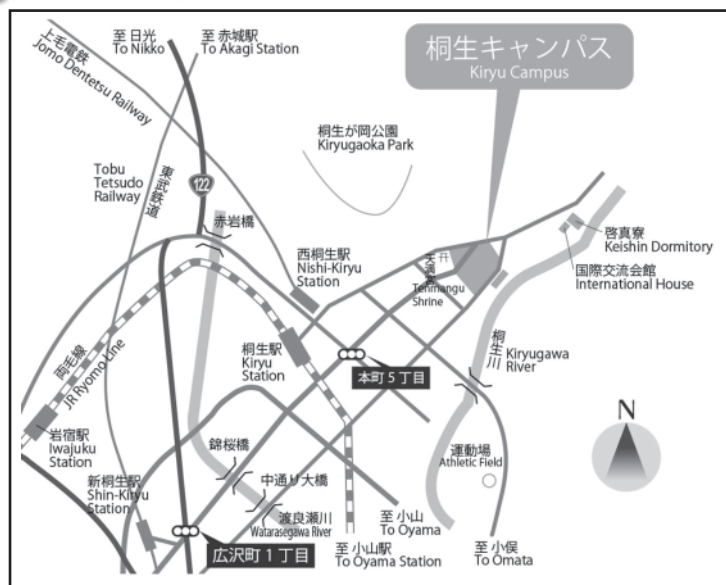 至 日光
To Nikko
至 赤城駅
To Akagi Station
上毛電鉄
Jomo Dentetsu Railway
桐生キャンパス
Kiryu Campus
桐生が岡公園
Kiryugaoka Park
Tobu
Tetsudo
Railway
東武鉄道
122
赤岩橋
西桐生駅
Nishi-Kiryu
Station
天満宮
Tenmangu
Shrine
啓真寮
Keishin Dormitory
国際交流会館
International House
両毛線
JR Ryomo Line
桐生駅
Kiryu
Station
本町5丁目
桐生川
Kiryugawa
River
岩宿駅
Iwajuku
Station
新桐生駅
Shin-Kiryu
Station
錦桜橋
中通り大橋
渡良瀬川
Watarasegawa River
運動場
Athletic Field
N
広沢町1丁目
至 小山
To Oyama
至 小山駅
To Oyama Station
至 小俣
To Omata